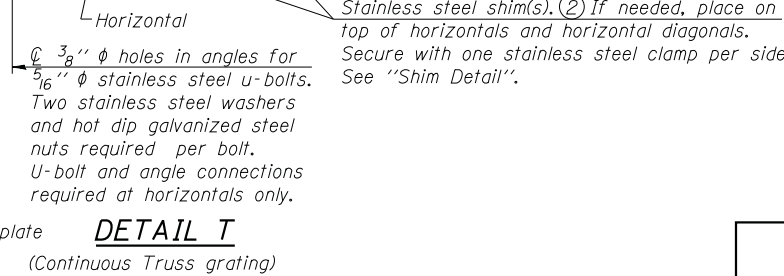 Horizontal
℄ 3/8" ϕ holes in angles for
5/16" ϕ stainless steel u-bolts.
Two stainless steel washers
and hot dip galvanized steel
nuts required per bolt.
U-bolt and angle connections
required at horizontals only.
Stainless steel shim(s). ② If needed, place on
top of horizontals and horizontal diagonals.
Secure with one stainless steel clamp per side
See "Shim Detail".
plate
DETAIL T
(Continuous Truss grating)